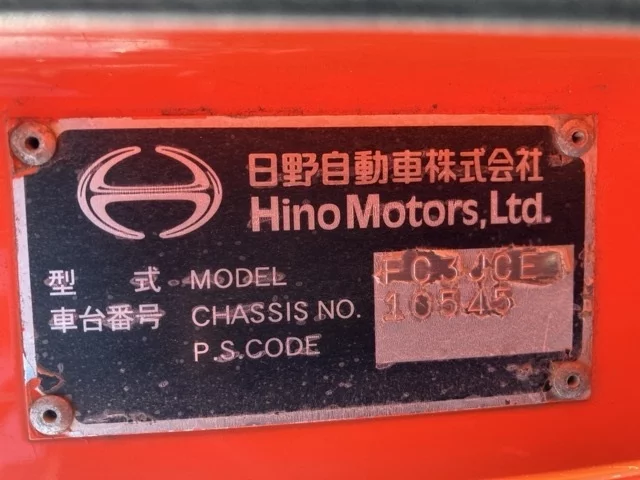 日野自動車株式会社
Hino Motors, Ltd.
型 式 MODEL FC3JCE
車台番号 CHASSIS NO. 10545
P.S.CODE